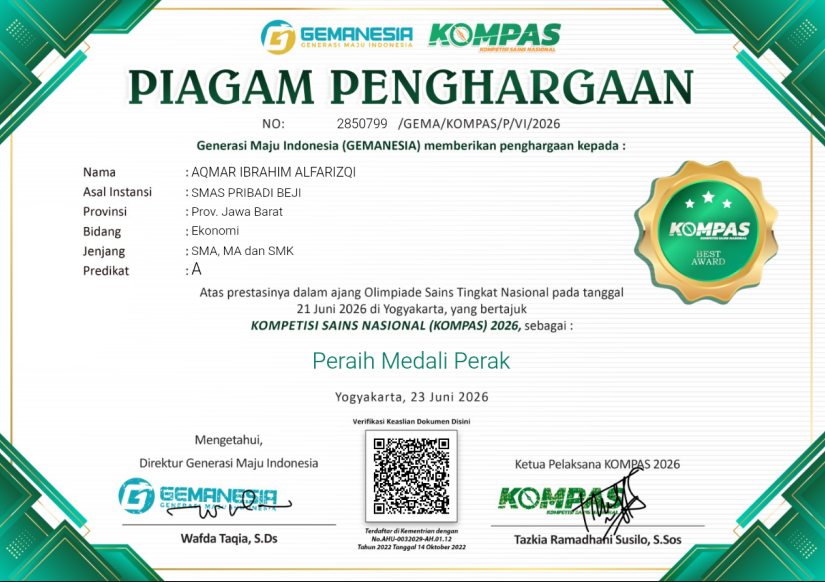 GEMANESIA
GENERASI MAJU INDONESIA
KOMPAS
KOMPETISI SAINS NASIONAL
PIAGAM PENGHARGAAN
NO: 2850799 /GEMA/KOMPAS/P/VI/2026
Generasi Maju Indonesia (GEMANESIA) memberikan penghargaan kepada :
Nama : AQMAR IBRAHIM ALFARIZQI
Asal Instansi : SMAS PRIBADI BEJI
Provinsi : Prov. Jawa Barat
Bidang : Ekonomi
Jenjang : SMA, MA dan SMK
Predikat : A
KOMPAS
KOMPETISI SAINS NASIONAL
BEST
AWARD
Atas prestasinya dalam ajang Olimpiade Sains Tingkat Nasional pada tanggal
21 Juni 2026 di Yogyakarta, yang bertajuk
KOMPETISI SAINS NASIONAL (KOMPAS) 2026, sebagai :
Peraih Medali Perak
Yogyakarta, 23 Juni 2026
Verifikasi Keaslian Dokumen Disini
Mengetahui,
Direktur Generasi Maju Indonesia
GEMANESIA
GENERASI MAJU INDONESIA
Wafda Taqia, S.Ds
Terdaftar di Kementrian dengan
No.AHU-0032029-AH.01.12
Tahun 2022 Tanggal 14 Oktober 2022
Ketua Pelaksana KOMPAS 2026
KOMPAS
KOMPETISI SAINS NASIONAL
Tazkia Ramadhani Susilo, S.Sos